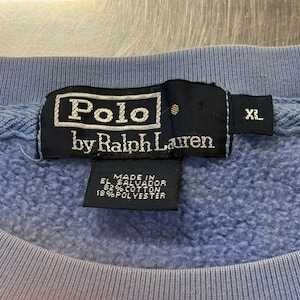 Polo
by Ralph Lauren
XL
MADE IN
EL SALVADOR
82% COTTON
18% POLYESTER